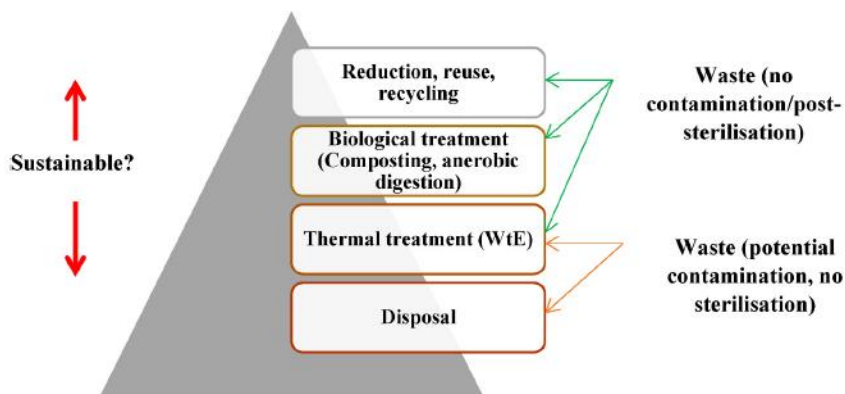 Reduction, reuse,
recycling
Waste (no
contamination/post-
sterilisation)
Biological treatment
(Composting, anerobic
digestion)
Sustainable?
Thermal treatment (WtE)
Waste (potential
contamination, no
sterilisation)
Disposal